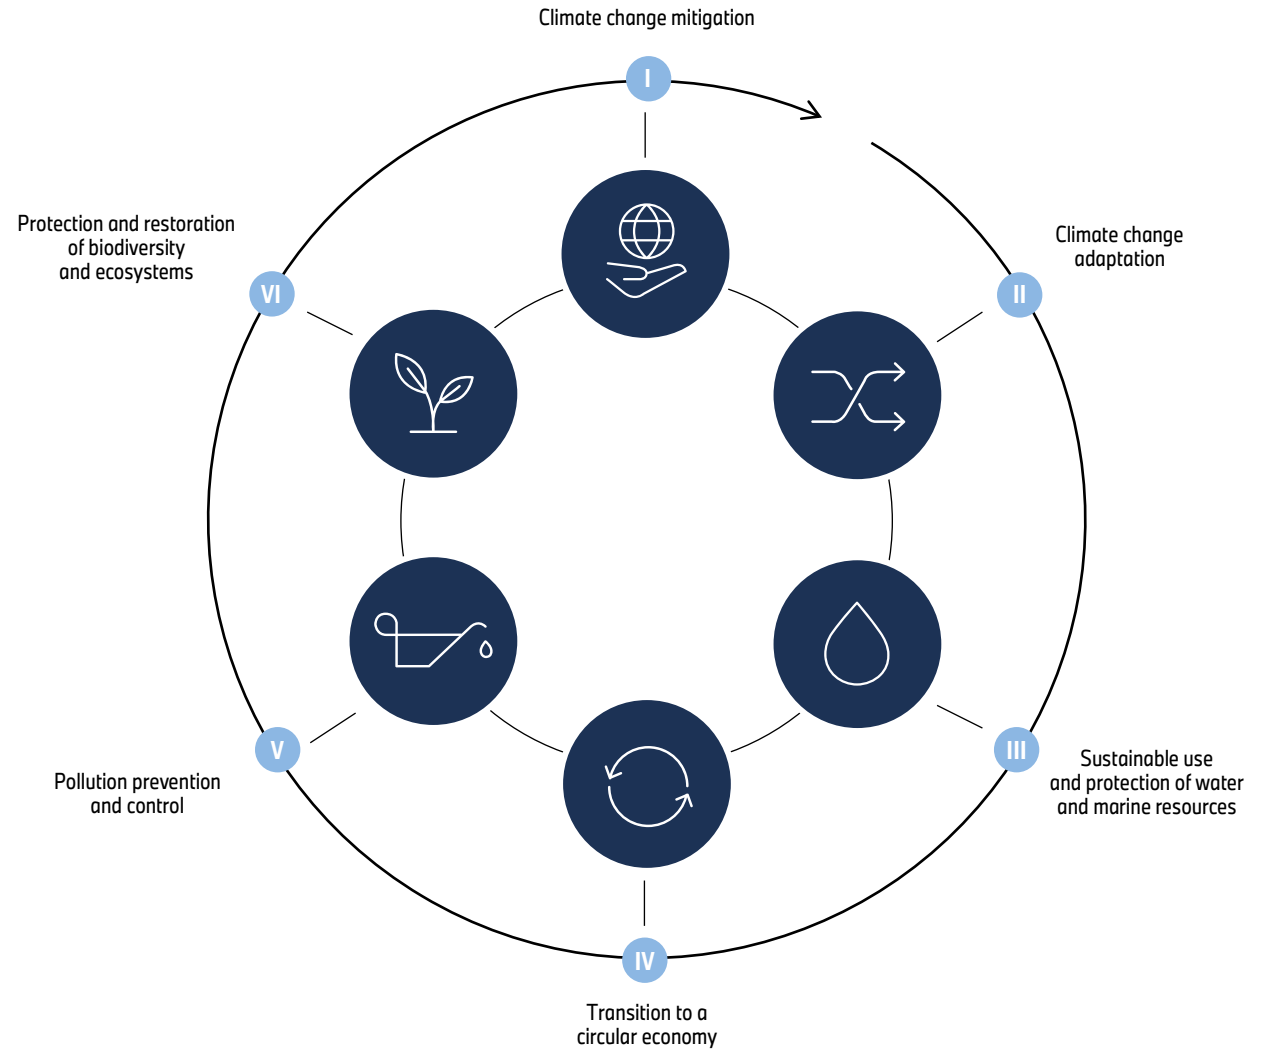 Climate change mitigation
I
Climate change
adaptation
II
Sustainable use
and protection of water
and marine resources
III
Transition to a
circular economy
IV
Pollution prevention
and control
V
Protection and restoration
of biodiversity
and ecosystems
VI